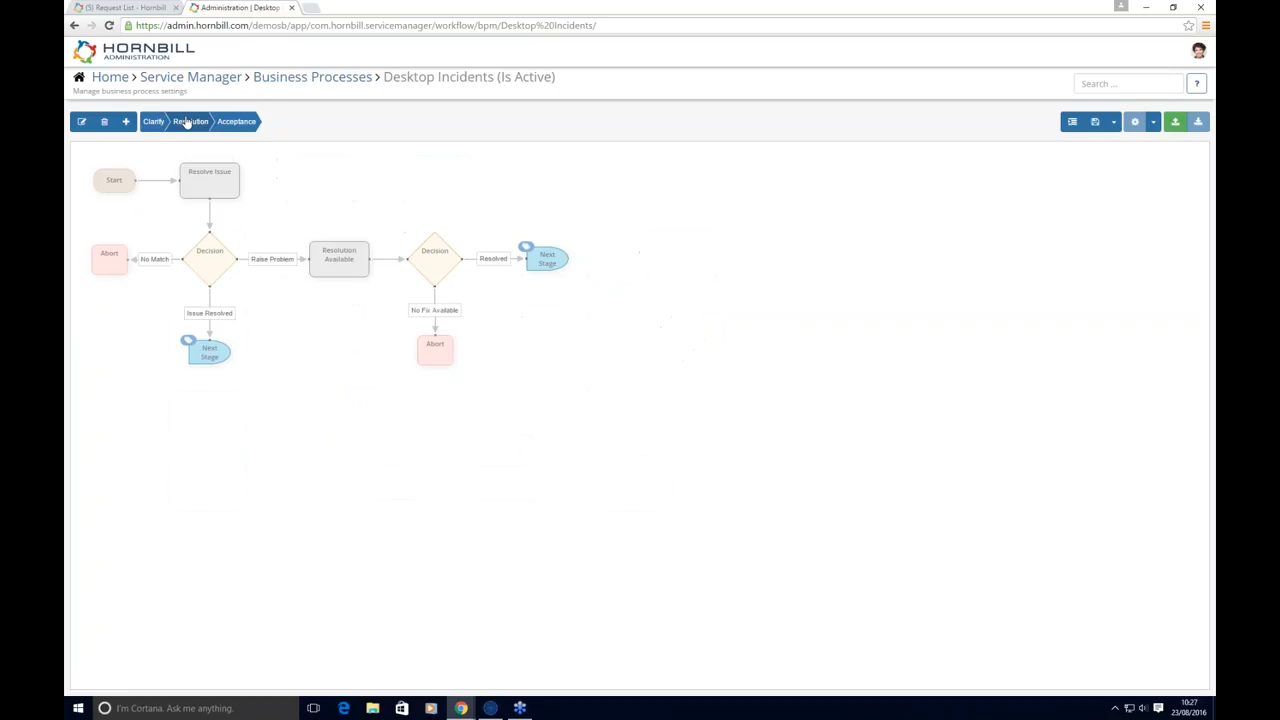 (5) Request List - Hornbill
Administration | Desktop
https://admin.hornbill.com/demosb/app/com.hornbill.servicemanager/workflow/bpm/Desktop%20Incidents/
HORNBILL
ADMINISTRATION
Home > Service Manager > Business Processes > Desktop Incidents (Is Active)
Manage business process settings
Search ...
?
Clarify
Resolution
Acceptance
Start
Resolve Issue
Abort
No Match
Decision
Raise Problem
Resolution
Available
Decision
Resolved
Next
Stage
Issue Resolved
No Fix Available
Next
Stage
Abort
I'm Cortana. Ask me anything.
10:27
23/08/2016